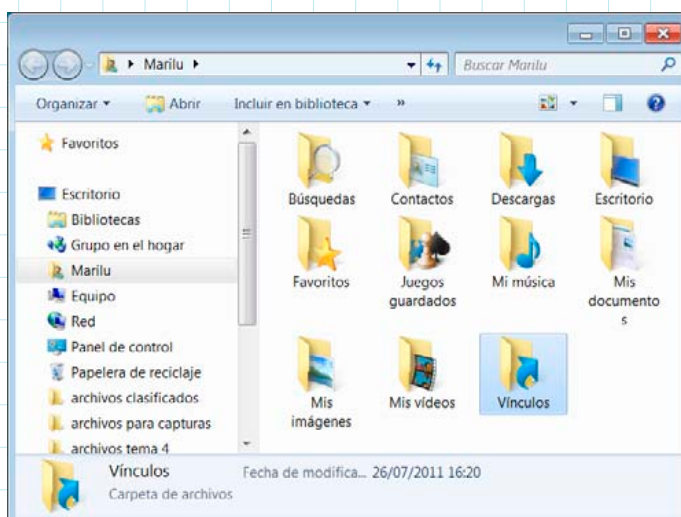 Marilu
Buscar Marilu
Organizar
Abrir
Incluir en biblioteca
»
Favoritos
Escritorio
Bibliotecas
Grupo en el hogar
Marilu
Equipo
Red
Panel de control
Papelera de reciclaje
archivos clasificados
archivos para capturas
archivos tema 4
Búsquedas
Contactos
Descargas
Escritorio
Favoritos
Juegos
guardados
Mi música
Mis
documento
s
Mis
imágenes
Mis vídeos
Vínculos
Vínculos
Fecha de modifica... 26/07/2011 16:20
Carpeta de archivos